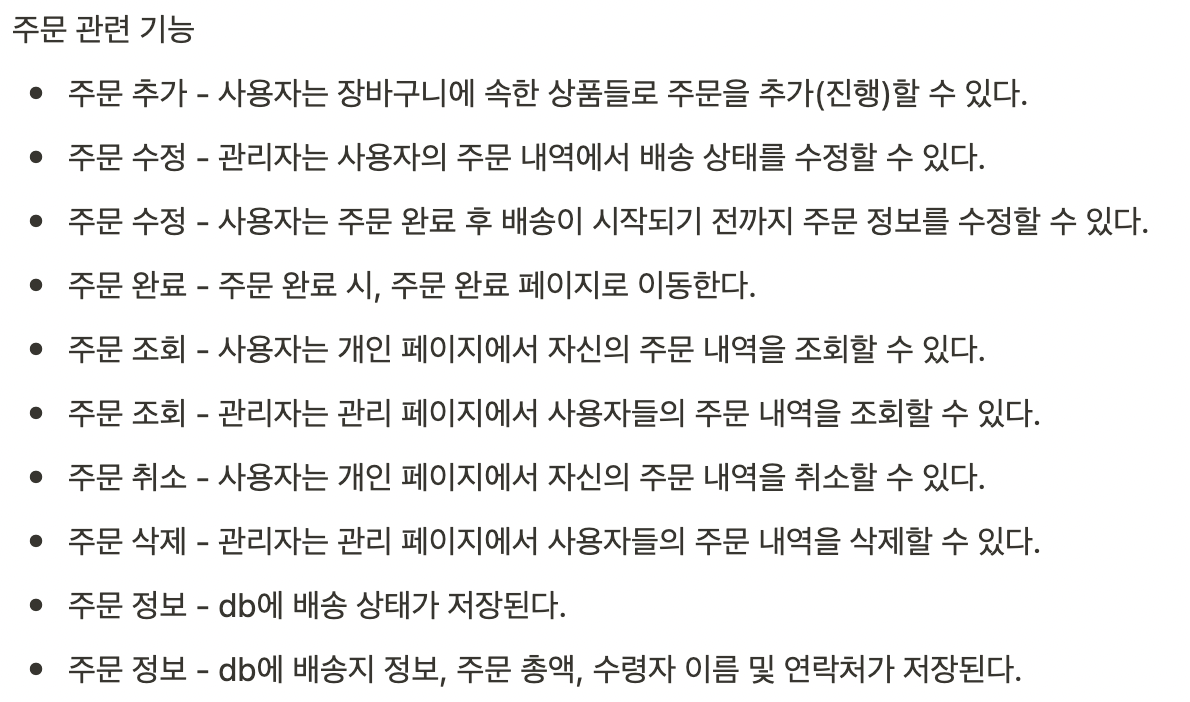 주문 관련 기능
• 주문 추가 - 사용자는 장바구니에 속한 상품들로 주문을 추가(진행)할 수 있다.
• 주문 수정 - 관리자는 사용자의 주문 내역에서 배송 상태를 수정할 수 있다.
• 주문 수정 - 사용자는 주문 완료 후 배송이 시작되기 전까지 주문 정보를 수정할 수 있다.
• 주문 완료 - 주문 완료 시, 주문 완료 페이지로 이동한다.
• 주문 조회 - 사용자는 개인 페이지에서 자신의 주문 내역을 조회할 수 있다.
• 주문 조회 - 관리자는 관리 페이지에서 사용자들의 주문 내역을 조회할 수 있다.
• 주문 취소 - 사용자는 개인 페이지에서 자신의 주문 내역을 취소할 수 있다.
• 주문 삭제 - 관리자는 관리 페이지에서 사용자들의 주문 내역을 삭제할 수 있다.
• 주문 정보 - db에 배송 상태가 저장된다.
• 주문 정보 - db에 배송지 정보, 주문 총액, 수령자 이름 및 연락처가 저장된다.